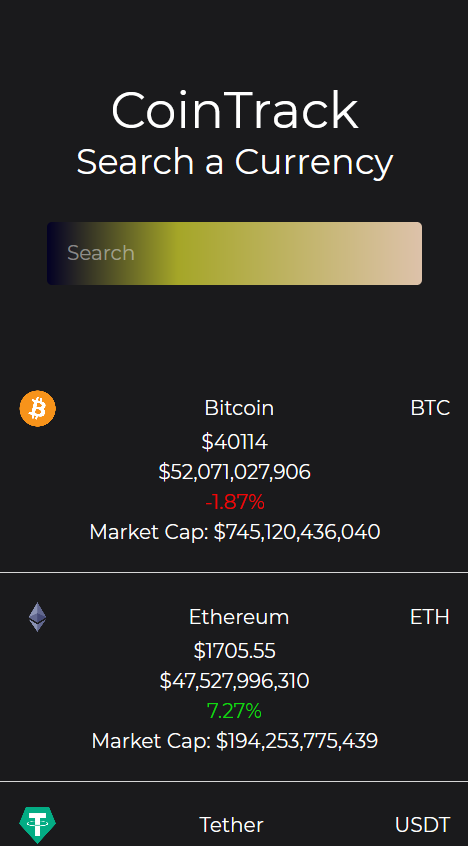 CoinTrack
Search a Currency
Search
Bitcoin BTC
$40114
$52,071,027,906
-1.87%
Market Cap: $745,120,436,040
Ethereum ETH
$1705.55
$47,527,996,310
7.27%
Market Cap: $194,253,775,439
Tether USDT